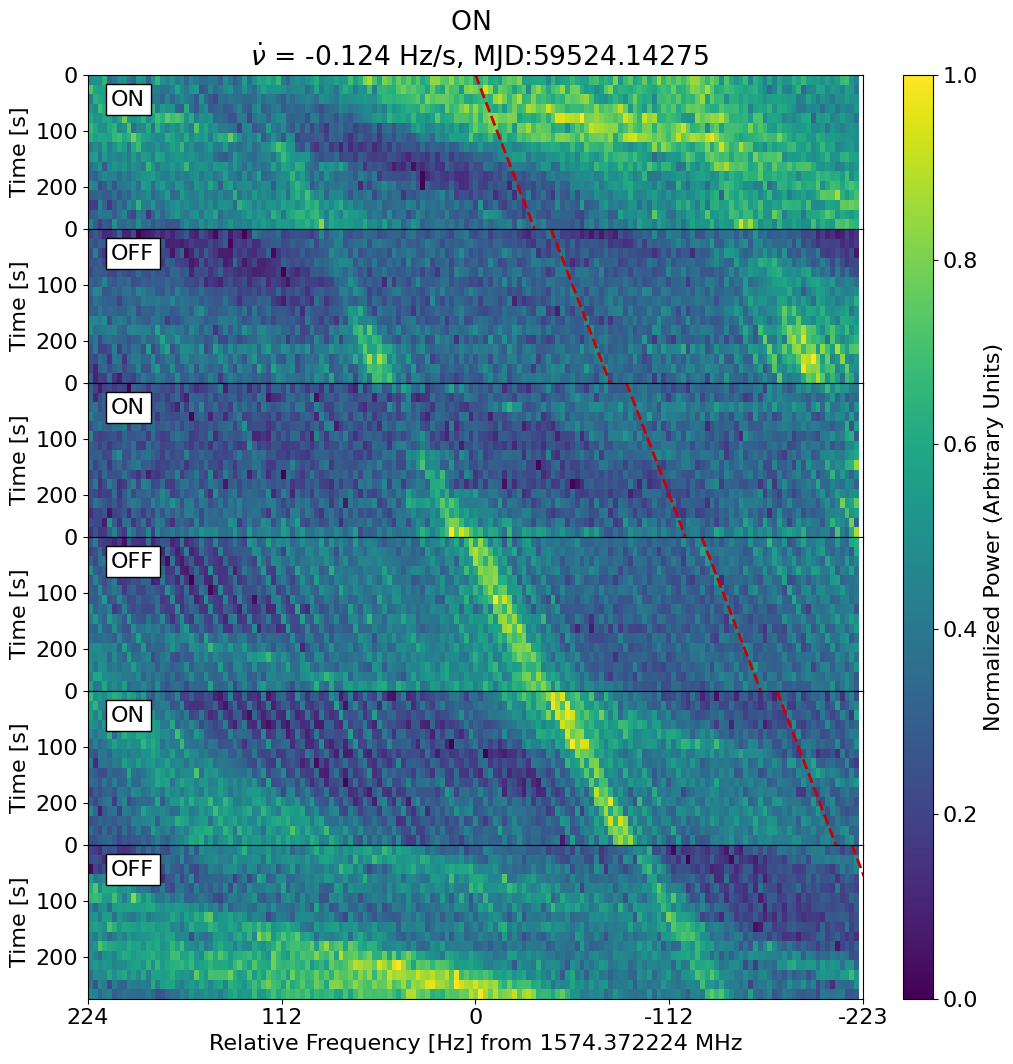 ON
ν̇ = -0.124 Hz/s, MJD:59524.14275
0
100
200
Time [s]
ON
0
100
200
Time [s]
OFF
0
100
200
Time [s]
ON
0
100
200
Time [s]
OFF
0
100
200
Time [s]
ON
0
100
200
Time [s]
OFF
224 112 0 -112 -223
Relative Frequency [Hz] from 1574.372224 MHz
1.0
0.8
0.6
0.4
0.2
0.0
Normalized Power (Arbitrary Units)